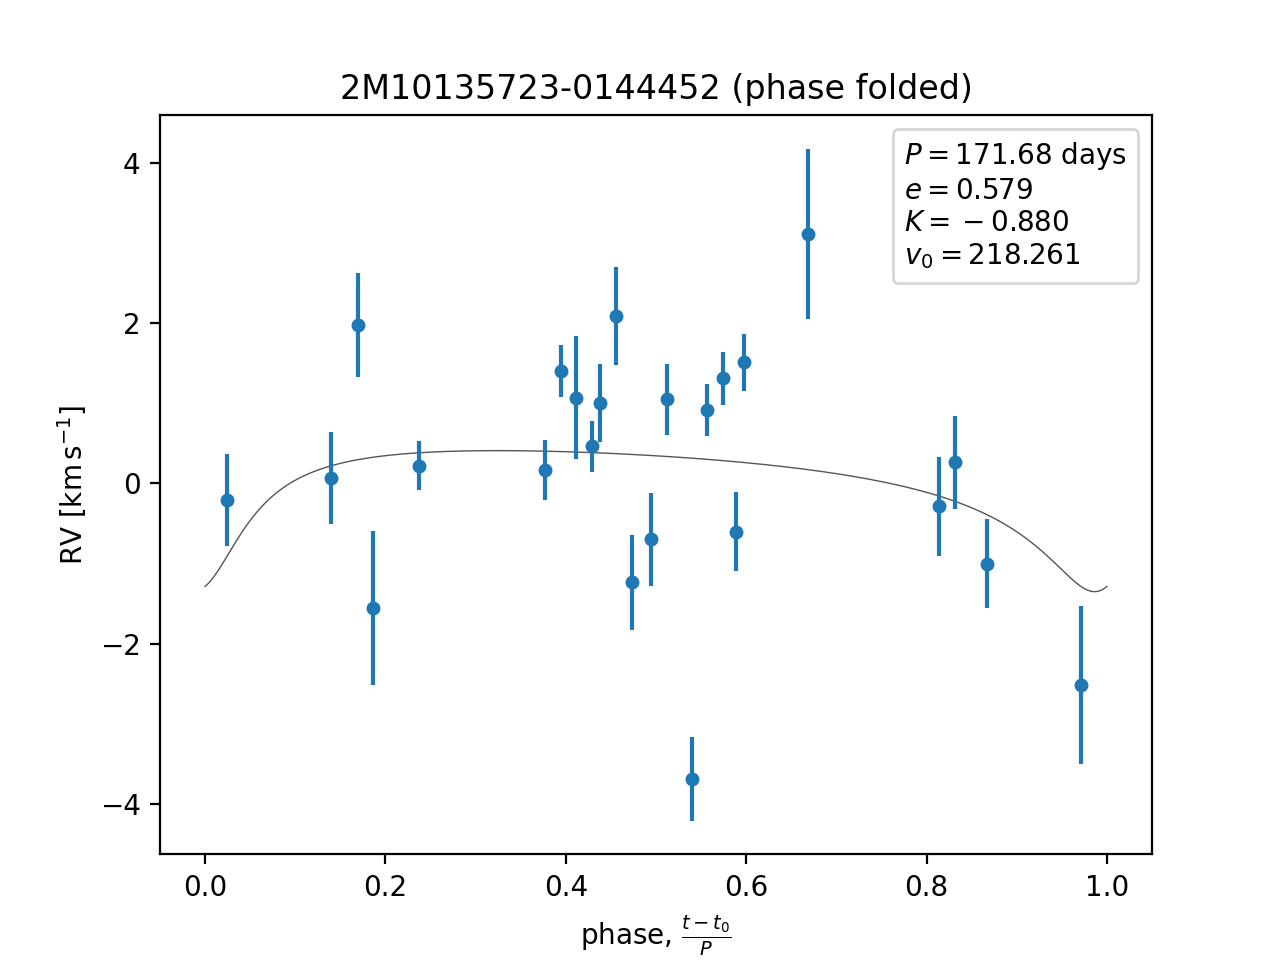 2M10135723-0144452 (phase folded)
P = 171.68 days
e = 0.579
K = −0.880
v₀ = 218.261
4
2
0
−2
−4
RV [km s⁻¹]
0.0 0.2 0.4 0.6 0.8 1.0
phase, (t − t₀)/P